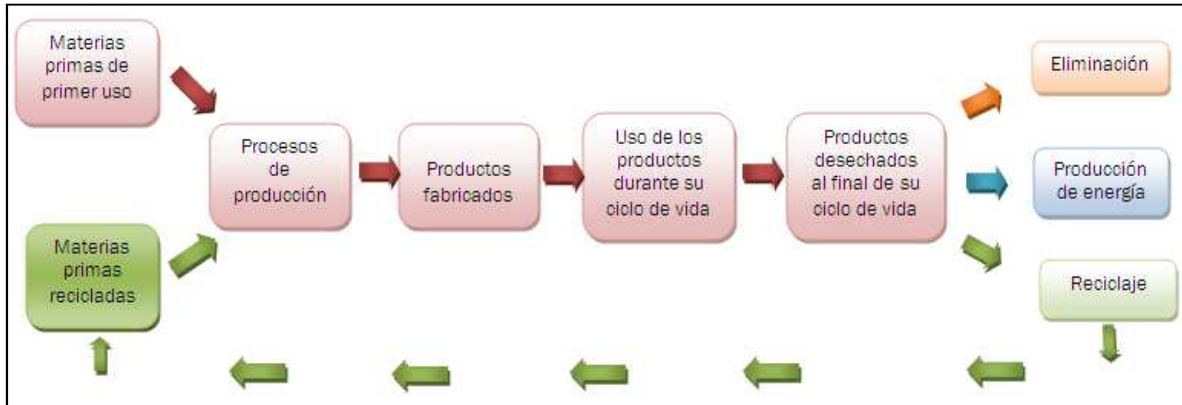 Materias
primas de
primer uso
Procesos
de
producción
Productos
fabricados
Uso de los
productos
durante su
ciclo de vida
Productos
desechados
al final de su
ciclo de vida
Eliminación
Producción
de energía
Reciclaje
Materias
primas
recicladas